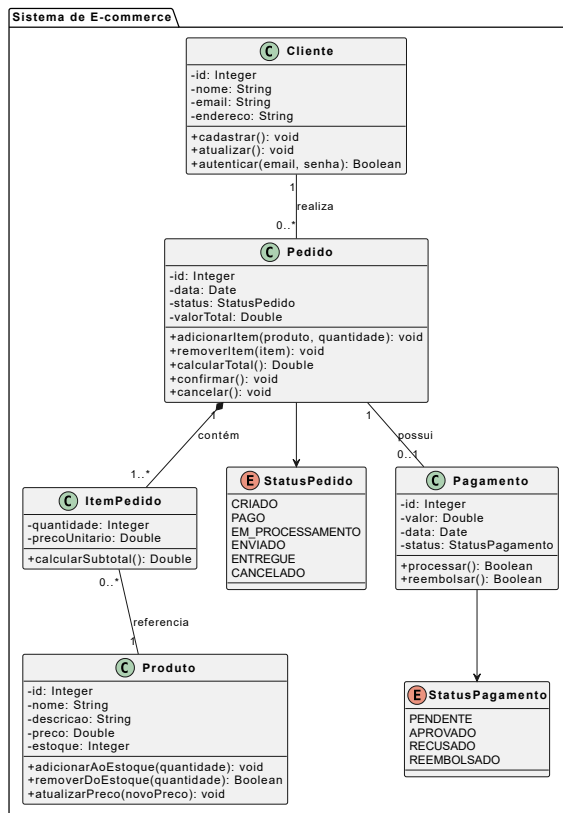 Sistema de E-commerce
C Cliente
-id: Integer
-nome: String
-email: String
-endereco: String
+cadastrar(): void
+atualizar(): void
+autenticar(email, senha): Boolean
1
realiza
0..*
C Pedido
-id: Integer
-data: Date
-status: StatusPedido
-valorTotal: Double
+adicionarItem(produto, quantidade): void
+removerItem(item): void
+calcularTotal(): Double
+confirmar(): void
+cancelar(): void
1
contém
1..*
1
possui
0..1
C ItemPedido
-quantidade: Integer
-precoUnitario: Double
+calcularSubtotal(): Double
E StatusPedido
CRIADO
PAGO
EM_PROCESSAMENTO
ENVIADO
ENTREGUE
CANCELADO
C Pagamento
-id: Integer
-valor: Double
-data: Date
-status: StatusPagamento
+processar(): Boolean
+reembolsar(): Boolean
0..*
referencia
1
C Produto
-id: Integer
-nome: String
-descricao: String
-preco: Double
-estoque: Integer
+adicionarAoEstoque(quantidade): void
+removerDoEstoque(quantidade): Boolean
+atualizarPreco(novoPreco): void
E StatusPagamento
PENDENTE
APROVADO
RECUSADO
REEMBOLSADO